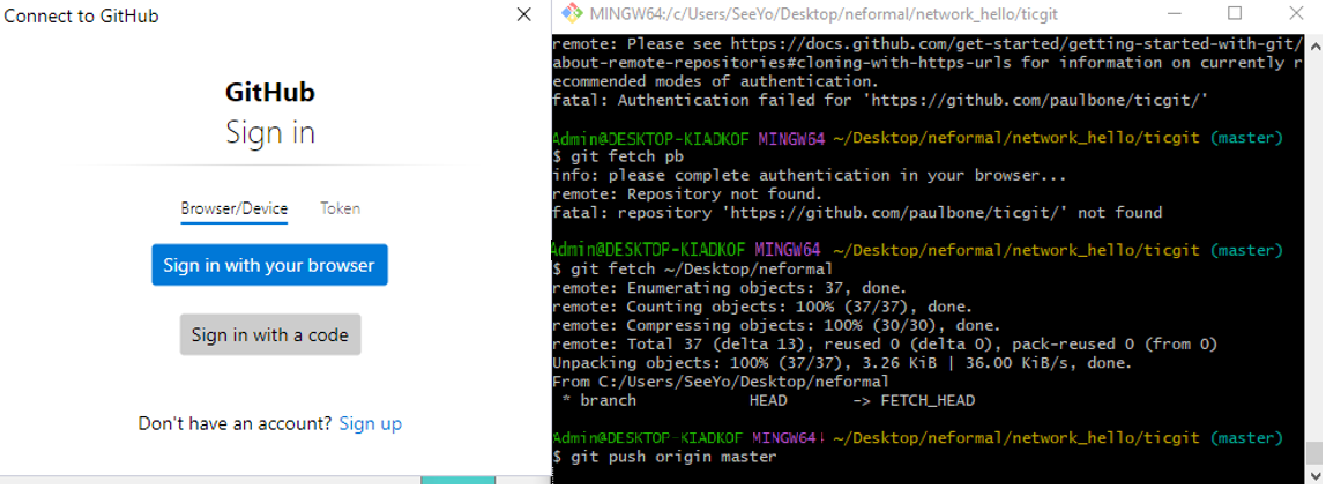 Connect to GitHub
GitHub
Sign in
Browser/Device Token
Sign in with your browser
Sign in with a code
Don't have an account? Sign up
MINGW64:/c/Users/SeeYo/Desktop/neformal/network_hello/ticgit
remote: Please see https://docs.github.com/get-started/getting-started-with-git/
about-remote-repositories#cloning-with-https-urls for information on currently r
ecommended modes of authentication.
fatal: Authentication failed for 'https://github.com/paulbone/ticgit/'
Admin@DESKTOP-KIADKOF MINGW64 ~/Desktop/neformal/network_hello/ticgit (master)
$ git fetch pb
info: please complete authentication in your browser...
remote: Repository not found.
fatal: repository 'https://github.com/paulbone/ticgit/' not found
Admin@DESKTOP-KIADKOF MINGW64 ~/Desktop/neformal/network_hello/ticgit (master)
$ git fetch ~/Desktop/neformal
remote: Enumerating objects: 37, done.
remote: Counting objects: 100% (37/37), done.
remote: Compressing objects: 100% (30/30), done.
remote: Total 37 (delta 13), reused 0 (delta 0), pack-reused 0 (from 0)
Unpacking objects: 100% (37/37), 3.26 KiB | 36.00 KiB/s, done.
From C:/Users/SeeYo/Desktop/neformal
 * branch            HEAD       -> FETCH_HEAD
Admin@DESKTOP-KIADKOF MINGW64 ~/Desktop/neformal/network_hello/ticgit (master)
$ git push origin master